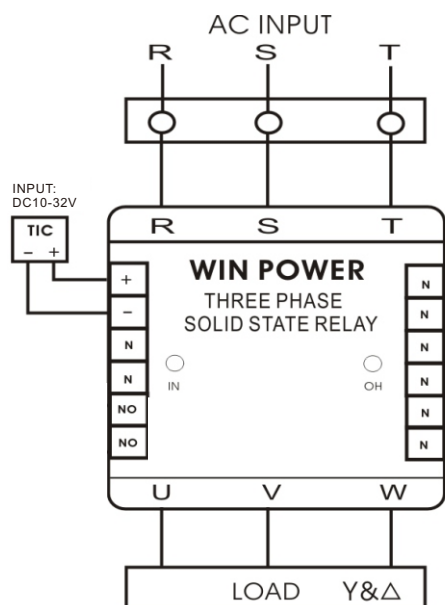 AC INPUT
R S T
INPUT:
DC10-32V
TIC
− +
R S T
WIN POWER
THREE PHASE
SOLID STATE RELAY
+
−
N
N
NO
NO
IN
OH
N
N
N
N
N
N
U V W
LOAD Y&△